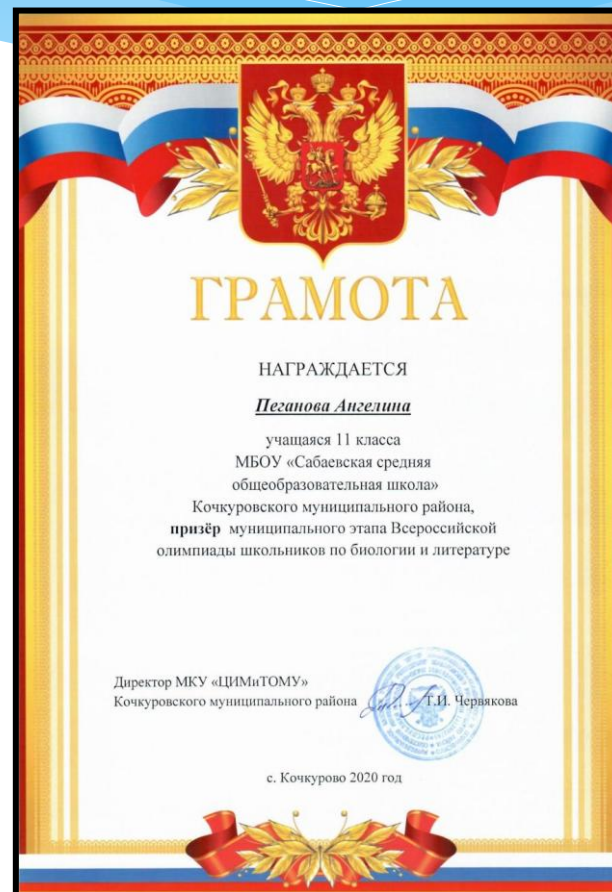 ГРАМОТА
НАГРАЖДАЕТСЯ
Пеганова Ангелина
учащаяся 11 класса
МБОУ «Сабаевская средняя
общеобразовательная школа»
Кочкуровского муниципального района,
призёр муниципального этапа Всероссийской
олимпиады школьников по биологии и литературе
Директор МКУ «ЦИМиТОМУ»
Кочкуровского муниципального района Т.И. Червякова
с. Кочкурово 2020 год